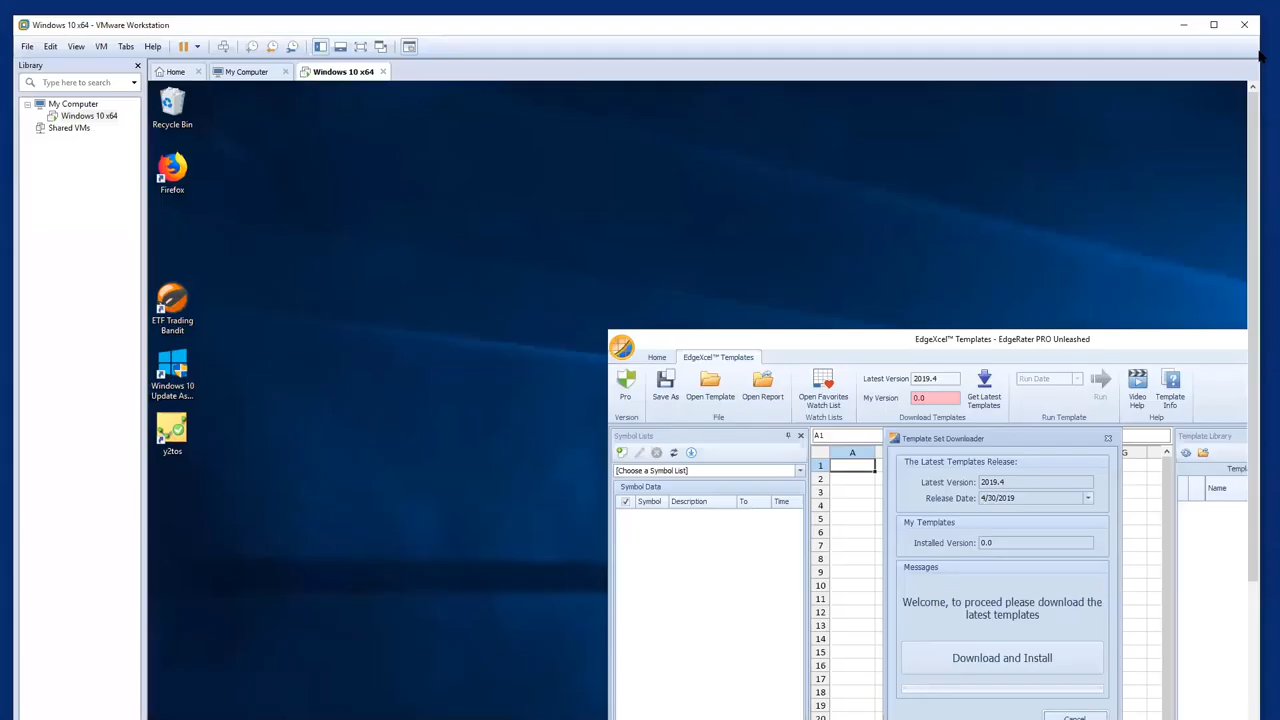 Windows 10 x64 - VMware Workstation
File Edit View VM Tabs Help
Library
Type here to search
Home
My Computer
Windows 10 x64
My Computer
Windows 10 x64
Shared VMs
Recycle Bin
Firefox
ETF Trading
Bandit
Windows 10
Update As...
y2tos
EdgeXcel™ Templates - EdgeRater PRO Unleashed
Home EdgeXcel™ Templates
Pro
Version
Save As
Open Template
Open Report
File
Open Favorites
Watch List
Watch Lists
Latest Version 2019.4
My Version 0.0
Get Latest
Templates
Download Templates
Run Date
Run
Run Template
Video
Help
Template
Info
Help
Symbol Lists
[Choose a Symbol List]
Symbol Data
Symbol Description To Time
A1
A
G
1
2
3
4
5
6
7
8
9
10
11
12
13
14
15
16
17
18
19
20
Template Set Downloader
The Latest Templates Release:
Latest Version: 2019.4
Release Date: 4/30/2019
My Templates
Installed Version: 0.0
Messages
Welcome, to proceed please download the
latest templates
Download and Install
Cancel
Template Library
Templ
Name